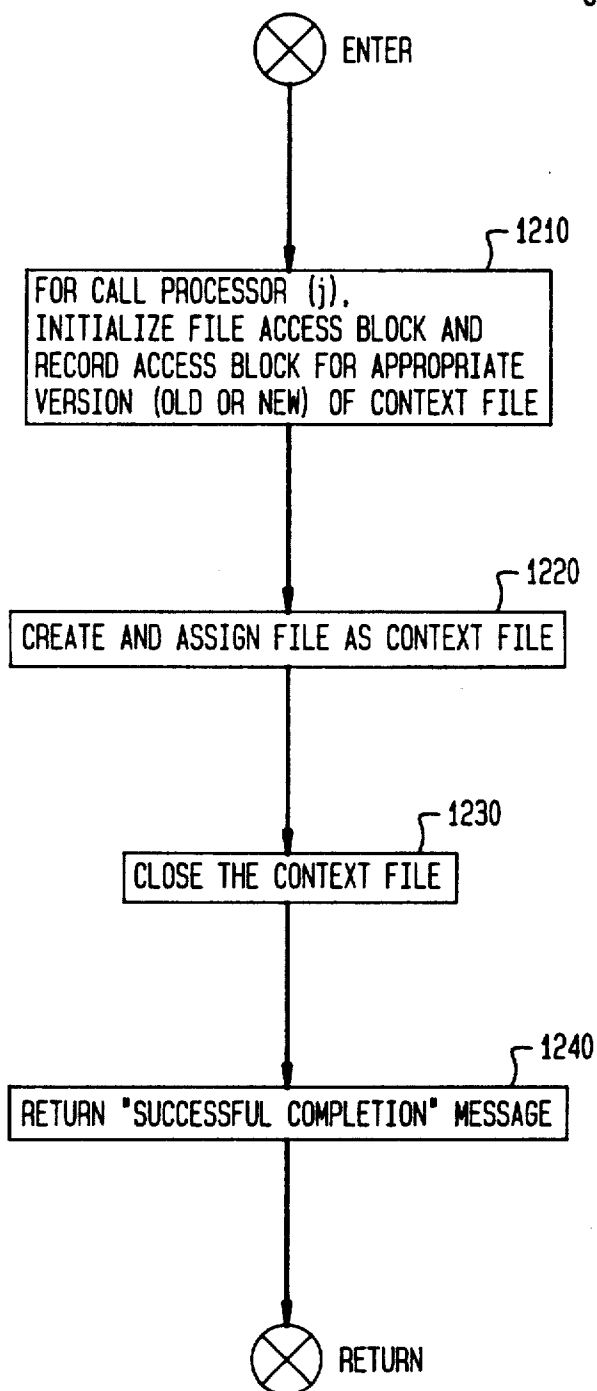 ENTER
1210
FOR CALL PROCESSOR (j),
INITIALIZE FILE ACCESS BLOCK AND
RECORD ACCESS BLOCK FOR APPROPRIATE
VERSION (OLD OR NEW) OF CONTEXT FILE
1220
CREATE AND ASSIGN FILE AS CONTEXT FILE
1230
CLOSE THE CONTEXT FILE
1240
RETURN "SUCCESSFUL COMPLETION" MESSAGE
RETURN